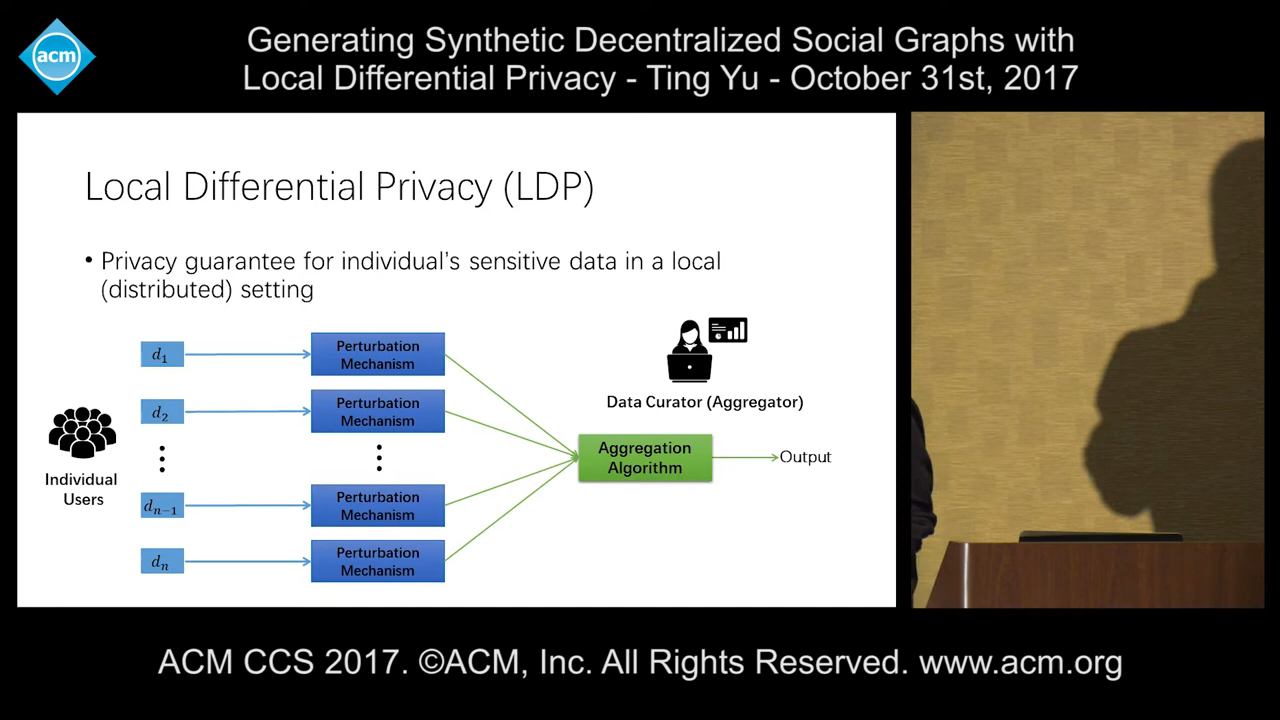 acm
Generating Synthetic Decentralized Social Graphs with
Local Differential Privacy - Ting Yu - October 31st, 2017
Local Differential Privacy (LDP)
• Privacy guarantee for individual's sensitive data in a local
(distributed) setting
Individual
Users
d₁
d₂
⋮
dₙ₋₁
dₙ
Perturbation
Mechanism
Perturbation
Mechanism
⋮
Perturbation
Mechanism
Perturbation
Mechanism
Data Curator (Aggregator)
Aggregation
Algorithm
Output
ACM CCS 2017. ©ACM, Inc. All Rights Reserved. www.acm.org